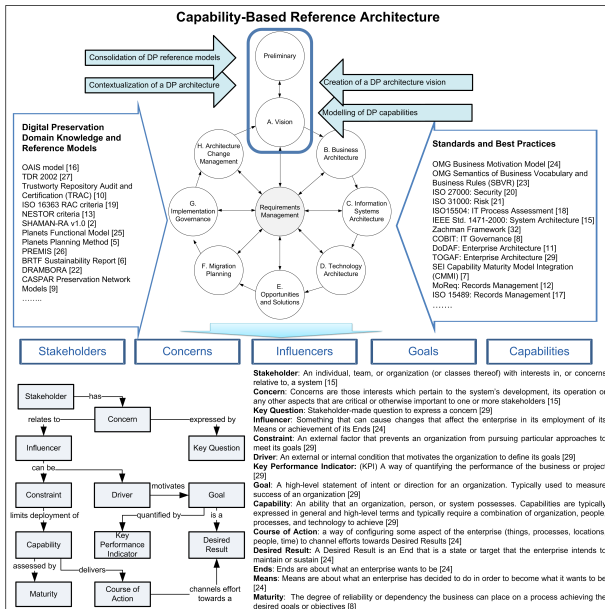 Capability-Based Reference Architecture
Consolidation of DP reference models
Contextualization of a DP architecture
Preliminary
Creation of a DP architecture vision
Modelling of DP capabilities
A. Vision
H. Architecture
Change
Management
B. Business
Architecture
G.
Implementation
Governance
Requirements
Management
C. Information
Systems
Architecture
F. Migration
Planning
D. Technology
Architecture
E.
Opportunities
and Solutions
Digital Preservation
Domain Knowledge and
Reference Models
OAIS model [16]
TDR 2002 [27]
Trustworty Repository Audit and
Certification (TRAC) [10]
ISO 16363 RAC criteria [19]
NESTOR criteria [13]
SHAMAN-RA v1.0 [2]
Planets Functional Model [25]
Planets Planning Method [5]
PREMIS [26]
BRTF Sustainability Report [6]
DRAMBORA [22]
CASPAR Preservation Network
Models [9]
........
Standards and Best Practices
OMG Business Motivation Model [24]
OMG Semantics of Business Vocabulary and
Business Rules (SBVR) [23]
ISO 27000: Security [20]
ISO 31000: Risk [21]
ISO15504: IT Process Assessment [18]
IEEE Std. 1471-2000: System Architecture [15]
Zachman Framework [32]
COBIT: IT Governance [8]
DoDAF: Enterprise Architecture [11]
TOGAF: Enterprise Architecture [29]
SEI Capability Maturity Model Integration
(CMMI) [7]
MoReq: Records Management [12]
ISO 15489: Records Management [17]
.......
Stakeholders
Concerns
Influencers
Goals
Capabilities
Stakeholder
has
Concern
relates to
expressed by
Influencer
Key Question
can be
Constraint
Driver
motivates
Goal
limits deployment of
quantified by
is a
Capability
Key
Performance
Indicator
Desired
Result
assessed by
delivers
Maturity
Course of
Action
channels effort
towards a
Stakeholder: An individual, team, or organization (or classes thereof) with interests in, or concerns
relative to, a system [15]
Concern: Concerns are those interests which pertain to the system's development, its operation or
any other aspects that are critical or otherwise important to one or more stakeholders [15]
Key Question: Stakeholder-made question to express a concern [29]
Influencer: Something that can cause changes that affect the enterprise in its employment of its
Means or achievement of its Ends [24]
Constraint: An external factor that prevents an organization from pursuing particular approaches to
meet its goals [29]
Driver: An external or internal condition that motivates the organization to define its goals [29]
Key Performance Indicator: (KPI) A way of quantifying the performance of the business or project
[29]
Goal: A high-level statement of intent or direction for an organization. Typically used to measure
success of an organization [29]
Capability: An ability that an organization, person, or system possesses. Capabilities are typically
expressed in general and high-level terms and typically require a combination of organization, people,
processes, and technology to achieve [29]
Course of Action: a way of configuring some aspect of the enterprise (things, processes, locations,
people, time) to channel efforts towards Desired Results [24]
Desired Result: A Desired Result is an End that is a state or target that the enterprise intends to
maintain or sustain [24]
Ends: Ends are about what an enterprise wants to be [24]
Means: Means are about what an enterprise has decided to do in order to become what it wants to be
[24]
Maturity: The degree of reliability or dependency the business can place on a process achieving the
desired goals or objectives [8]